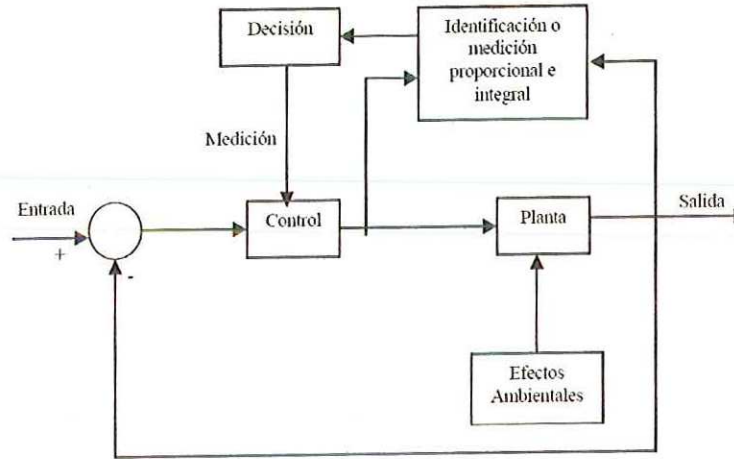 Decisión
Identificación o
medición
proporcional e
integral
Medición
Entrada
+
-
Control
Planta
Salida
Efectos
Ambientales